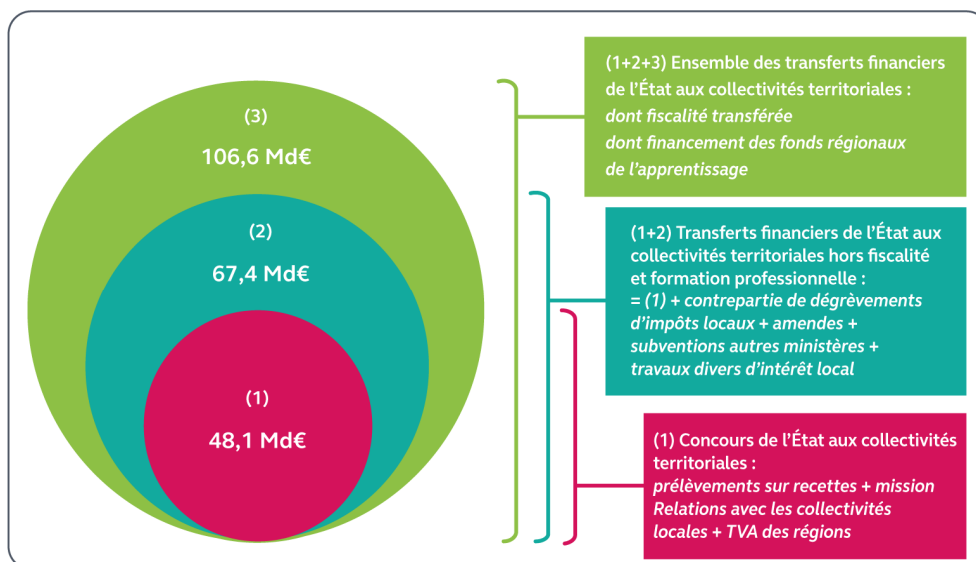 (3)
106,6 Md€
(2)
67,4 Md€
(1)
48,1 Md€
(1+2+3) Ensemble des transferts financiers
de l’État aux collectivités territoriales :
dont fiscalité transférée
dont financement des fonds régionaux
de l’apprentissage
(1+2) Transferts financiers de l’État aux
collectivités territoriales hors fiscalité
et formation professionnelle :
= (1) + contrepartie de dégrèvements
d’impôts locaux + amendes +
subventions autres ministères +
travaux divers d’intérêt local
(1) Concours de l’État aux collectivités
territoriales :
prélèvements sur recettes + mission
Relations avec les collectivités
locales + TVA des régions